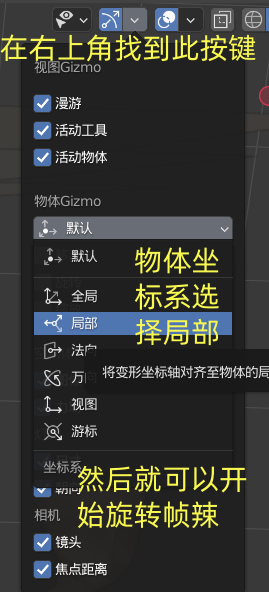 在右上角找到此按键
视图Gizmo
漫游
活动工具
活动物体
物体Gizmo
默认
默认
物体坐
标系选
择局部
全局
局部
法向
万
将变形坐标轴对齐至物体的局
视图
游标
坐标系
然后就可以开
始旋转帧辣
朝向
相机
镜头
焦点距离